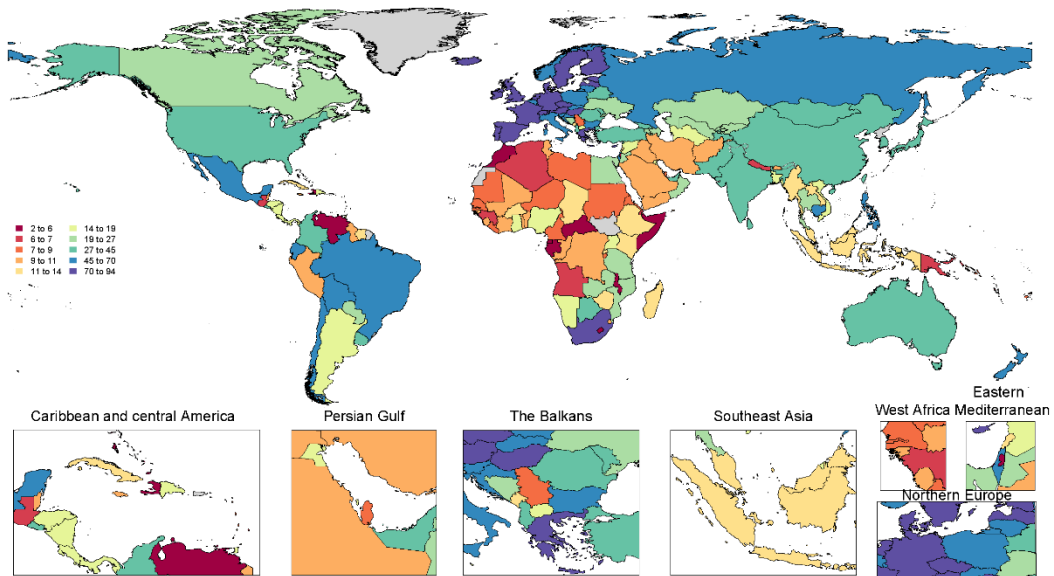 2 to 6
6 to 7
7 to 9
9 to 11
11 to 14
14 to 19
19 to 27
27 to 45
45 to 70
70 to 94
Caribbean and central America
Persian Gulf
The Balkans
Southeast Asia
West Africa
Eastern
Mediterranean
Northern Europe